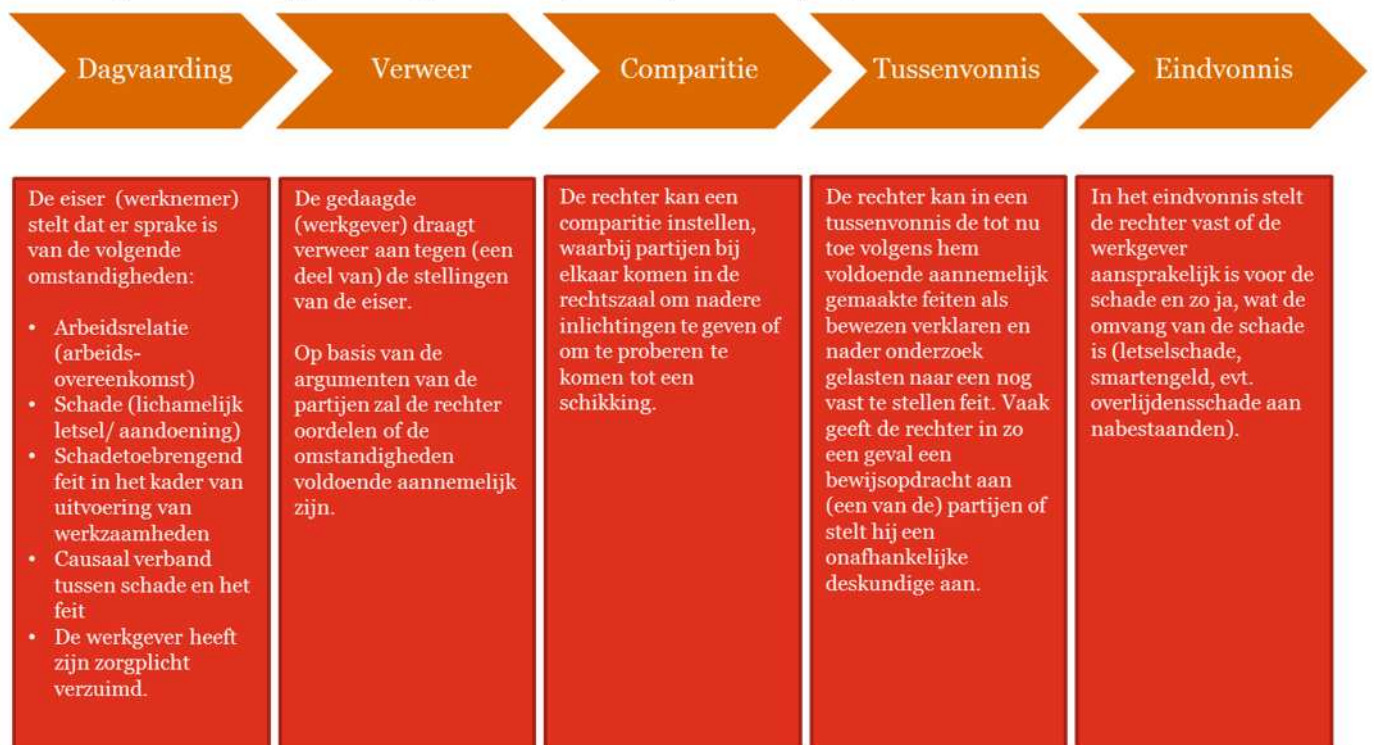 Dagvaarding
Verweer
Comparitie
Tussenvonnis
Eindvonnis
De eiser (werknemer)
stelt dat er sprake is
van de volgende
omstandigheden:
• Arbeidsrelatie
(arbeids-
overeenkomst)
• Schade (lichamelijk
letsel/ aandoening)
• Schadetoebrengend
feit in het kader van
uitvoering van
werkzaamheden
• Causaal verband
tussen schade en het
feit
• De werkgever heeft
zijn zorgplicht
verzuimd.
De gedaagde
(werkgever) draagt
verweer aan tegen (een
deel van) de stellingen
van de eiser.
Op basis van de
argumenten van de
partijen zal de rechter
oordelen of de
omstandigheden
voldoende aannemelijk
zijn.
De rechter kan een
comparitie instellen,
waarbij partijen bij
elkaar komen in de
rechtszaal om nadere
inlichtingen te geven of
om te proberen te
komen tot een
schikking.
De rechter kan in een
tussenvonnis de tot nu
toe volgens hem
voldoende aannemelijk
gemaakte feiten als
bewezen verklaren en
nader onderzoek
gelasten naar een nog
vast te stellen feit. Vaak
geeft de rechter in zo
een geval een
bewijsopdracht aan
(een van de) partijen of
stelt hij een
onafhankelijke
deskundige aan.
In het eindvonnis stelt
de rechter vast of de
werkgever
aansprakelijk is voor de
schade en zo ja, wat de
omvang van de schade
is (letselschade,
smartengeld, evt.
overlijdensschade aan
nabestaanden).